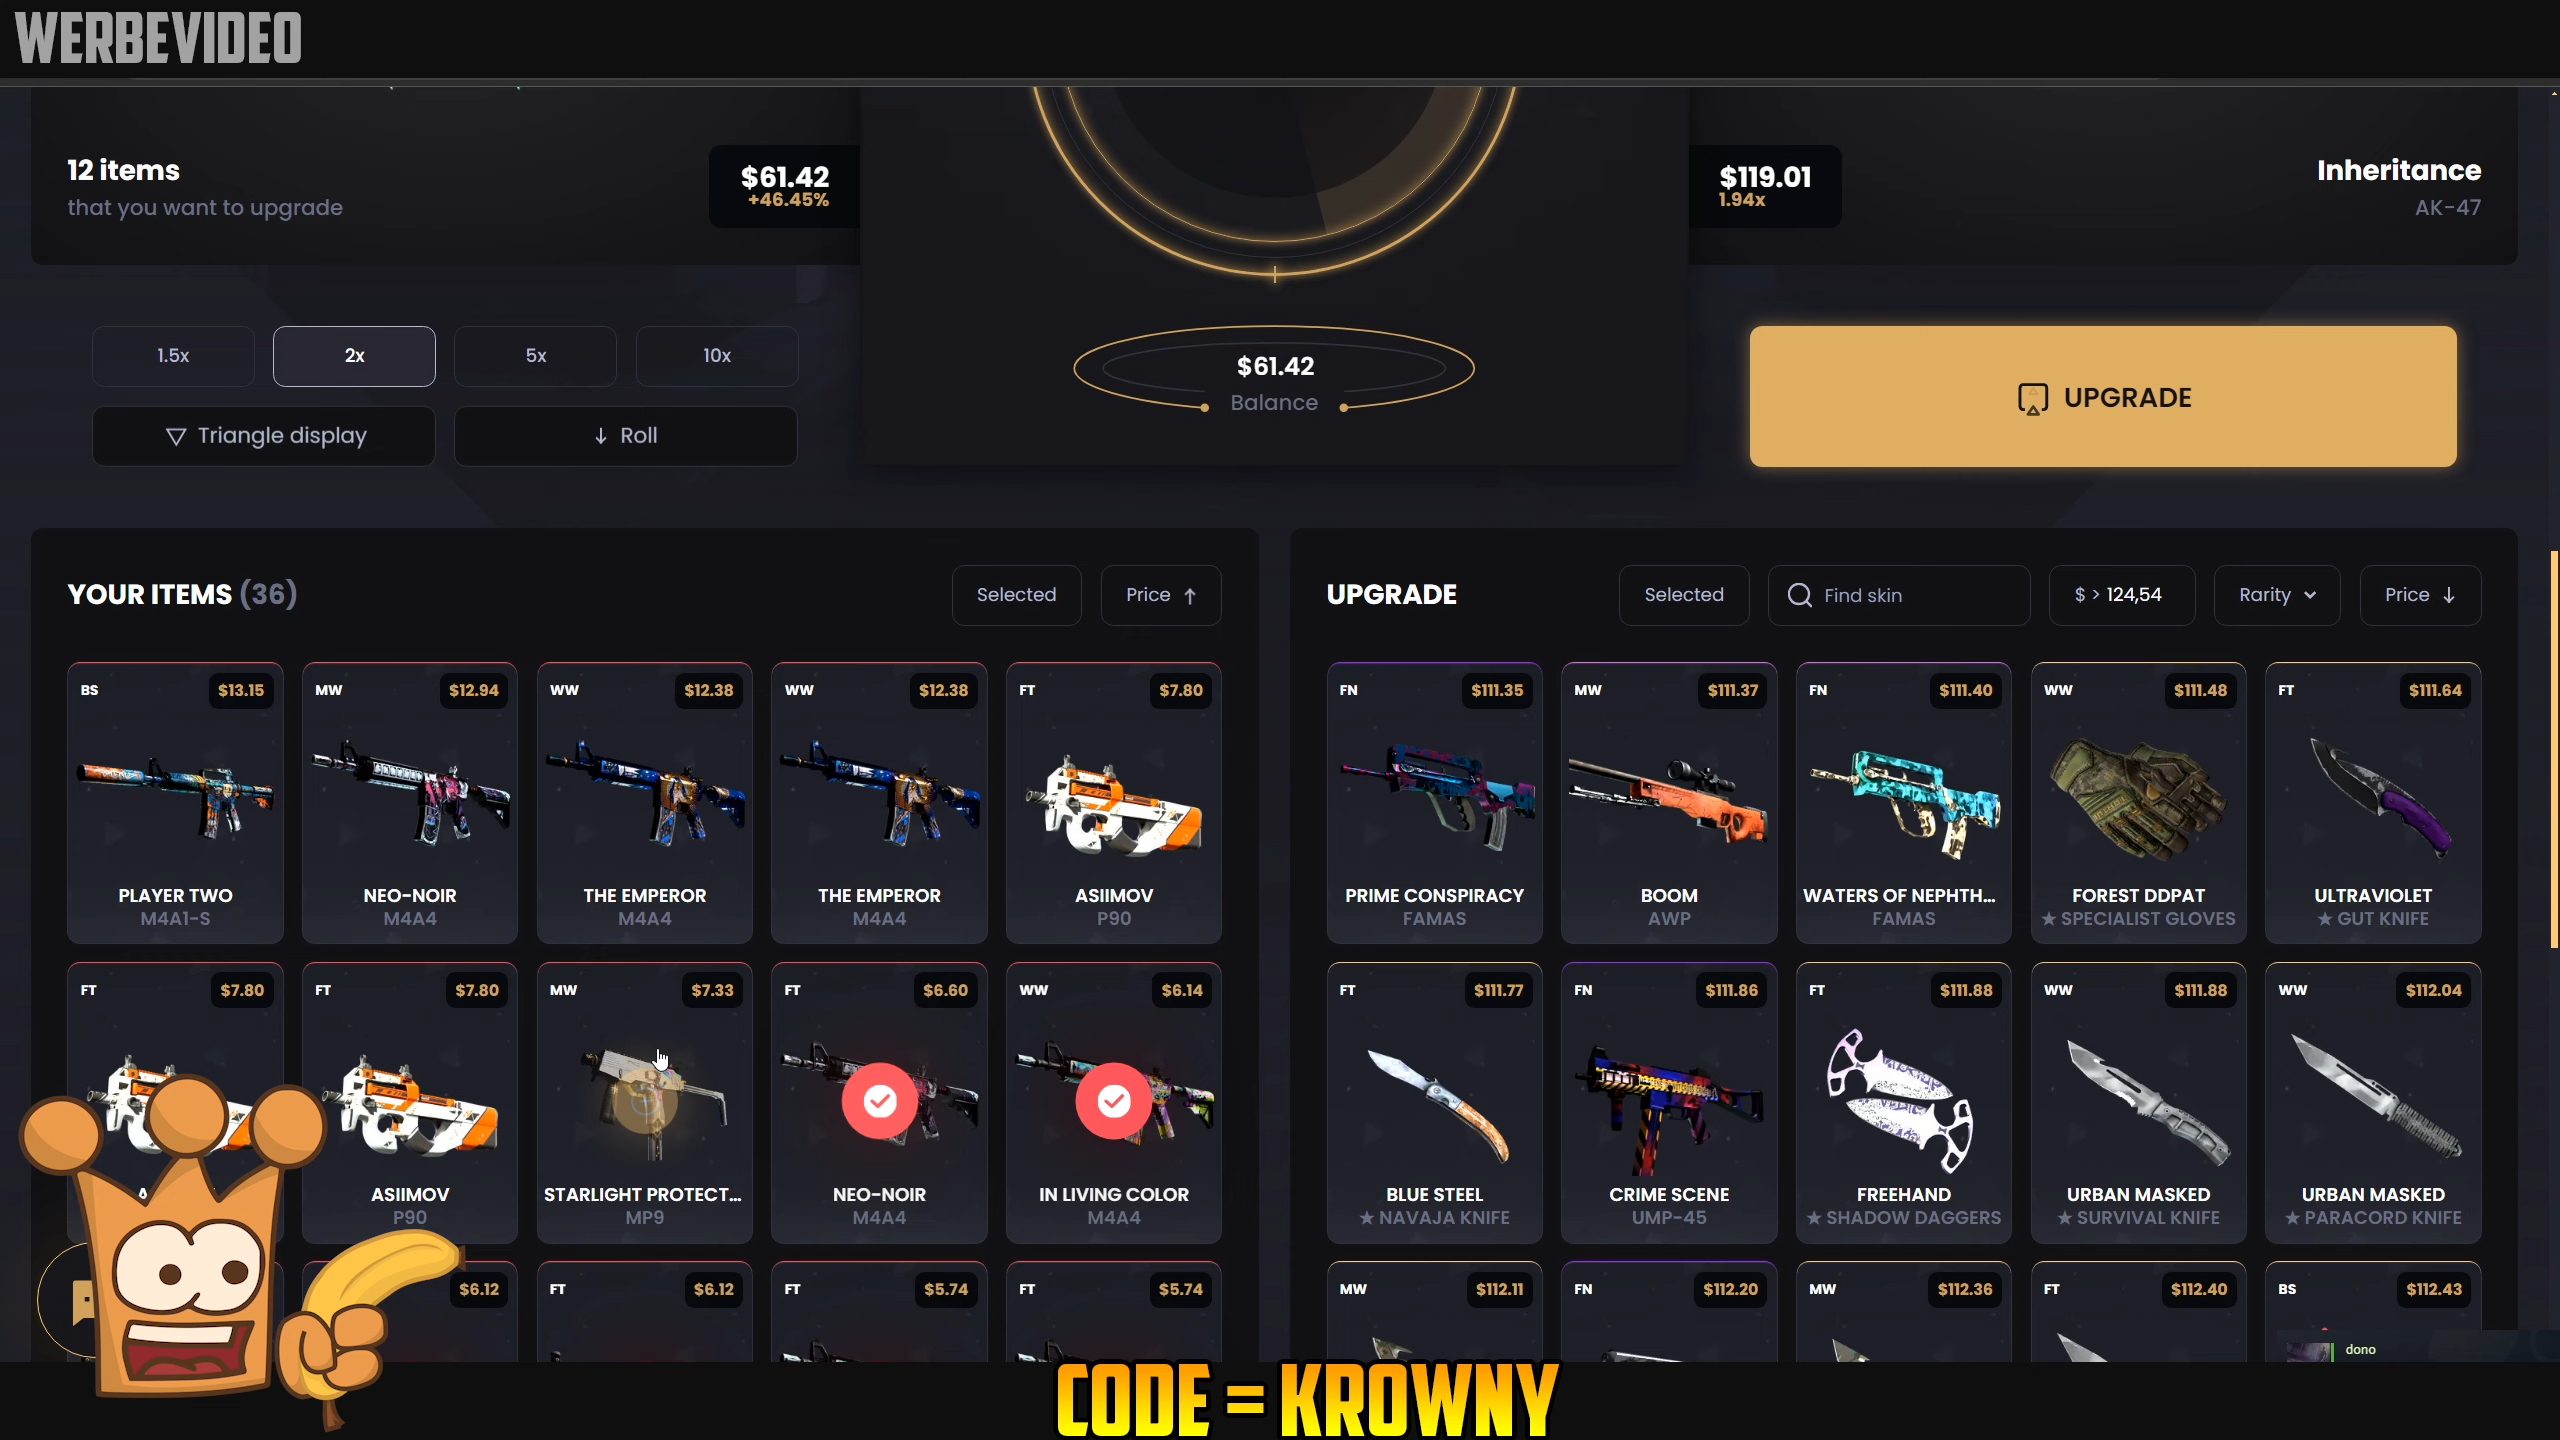 WERBEVIDEO
12 items
that you want to upgrade
$61.42
+46.45%
$119.01
1.94x
Inheritance
AK-47
1.5x
2x
5x
10x
Triangle display
Roll
$61.42
Balance
UPGRADE
YOUR ITEMS (36)
Selected
Price
UPGRADE
Selected
Find skin
$ > 124,54
Rarity
Price
BS $13.15
MW $12.94
WW $12.38
WW $12.38
FT $7.80
PLAYER TWO
M4A1-S
NEO-NOIR
M4A4
THE EMPEROR
M4A4
THE EMPEROR
M4A4
ASIIMOV
P90
FN $111.35
MW $111.37
FN $111.40
WW $111.48
FT $111.64
PRIME CONSPIRACY
FAMAS
BOOM
AWP
WATERS OF NEPHTH...
FAMAS
FOREST DDPAT
★ SPECIALIST GLOVES
ULTRAVIOLET
★ GUT KNIFE
FT $7.80
FT $7.80
MW $7.33
FT $6.60
WW $6.14
ASIIMOV
P90
STARLIGHT PROTECT...
MP9
NEO-NOIR
M4A4
IN LIVING COLOR
M4A4
FT $111.77
FN $111.86
FT $111.88
WW $111.88
WW $112.04
BLUE STEEL
★ NAVAJA KNIFE
CRIME SCENE
UMP-45
FREEHAND
★ SHADOW DAGGERS
URBAN MASKED
★ SURVIVAL KNIFE
URBAN MASKED
★ PARACORD KNIFE
$6.12
FT $6.12
FT $5.74
FT $5.74
MW $112.11
FN $112.20
MW $112.36
FT $112.40
BS $112.43
dono
CODE = KROWNY